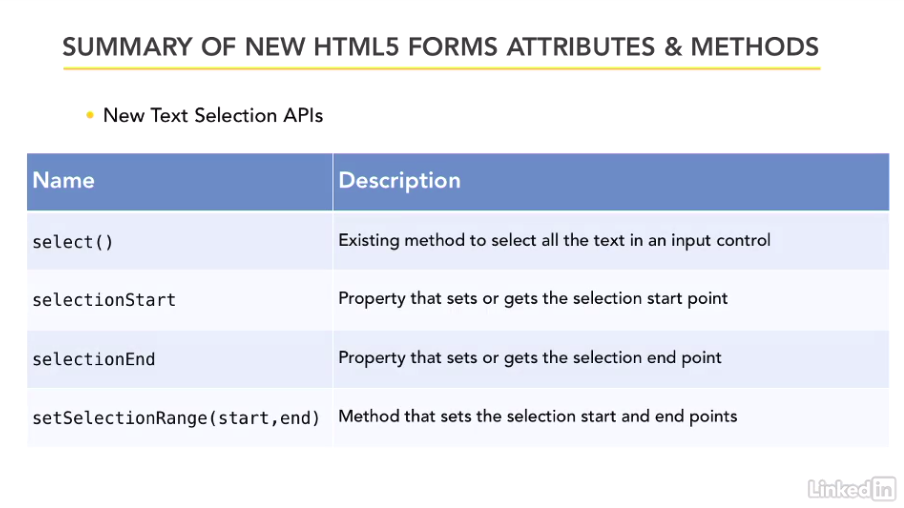 SUMMARY OF NEW HTML5 FORMS ATTRIBUTES & METHODS
• New Text Selection APIs
Name Description
select() Existing method to select all the text in an input control
selectionStart Property that sets or gets the selection start point
selectionEnd Property that sets or gets the selection end point
setSelectionRange(start,end) Method that sets the selection start and end points
LinkedIn